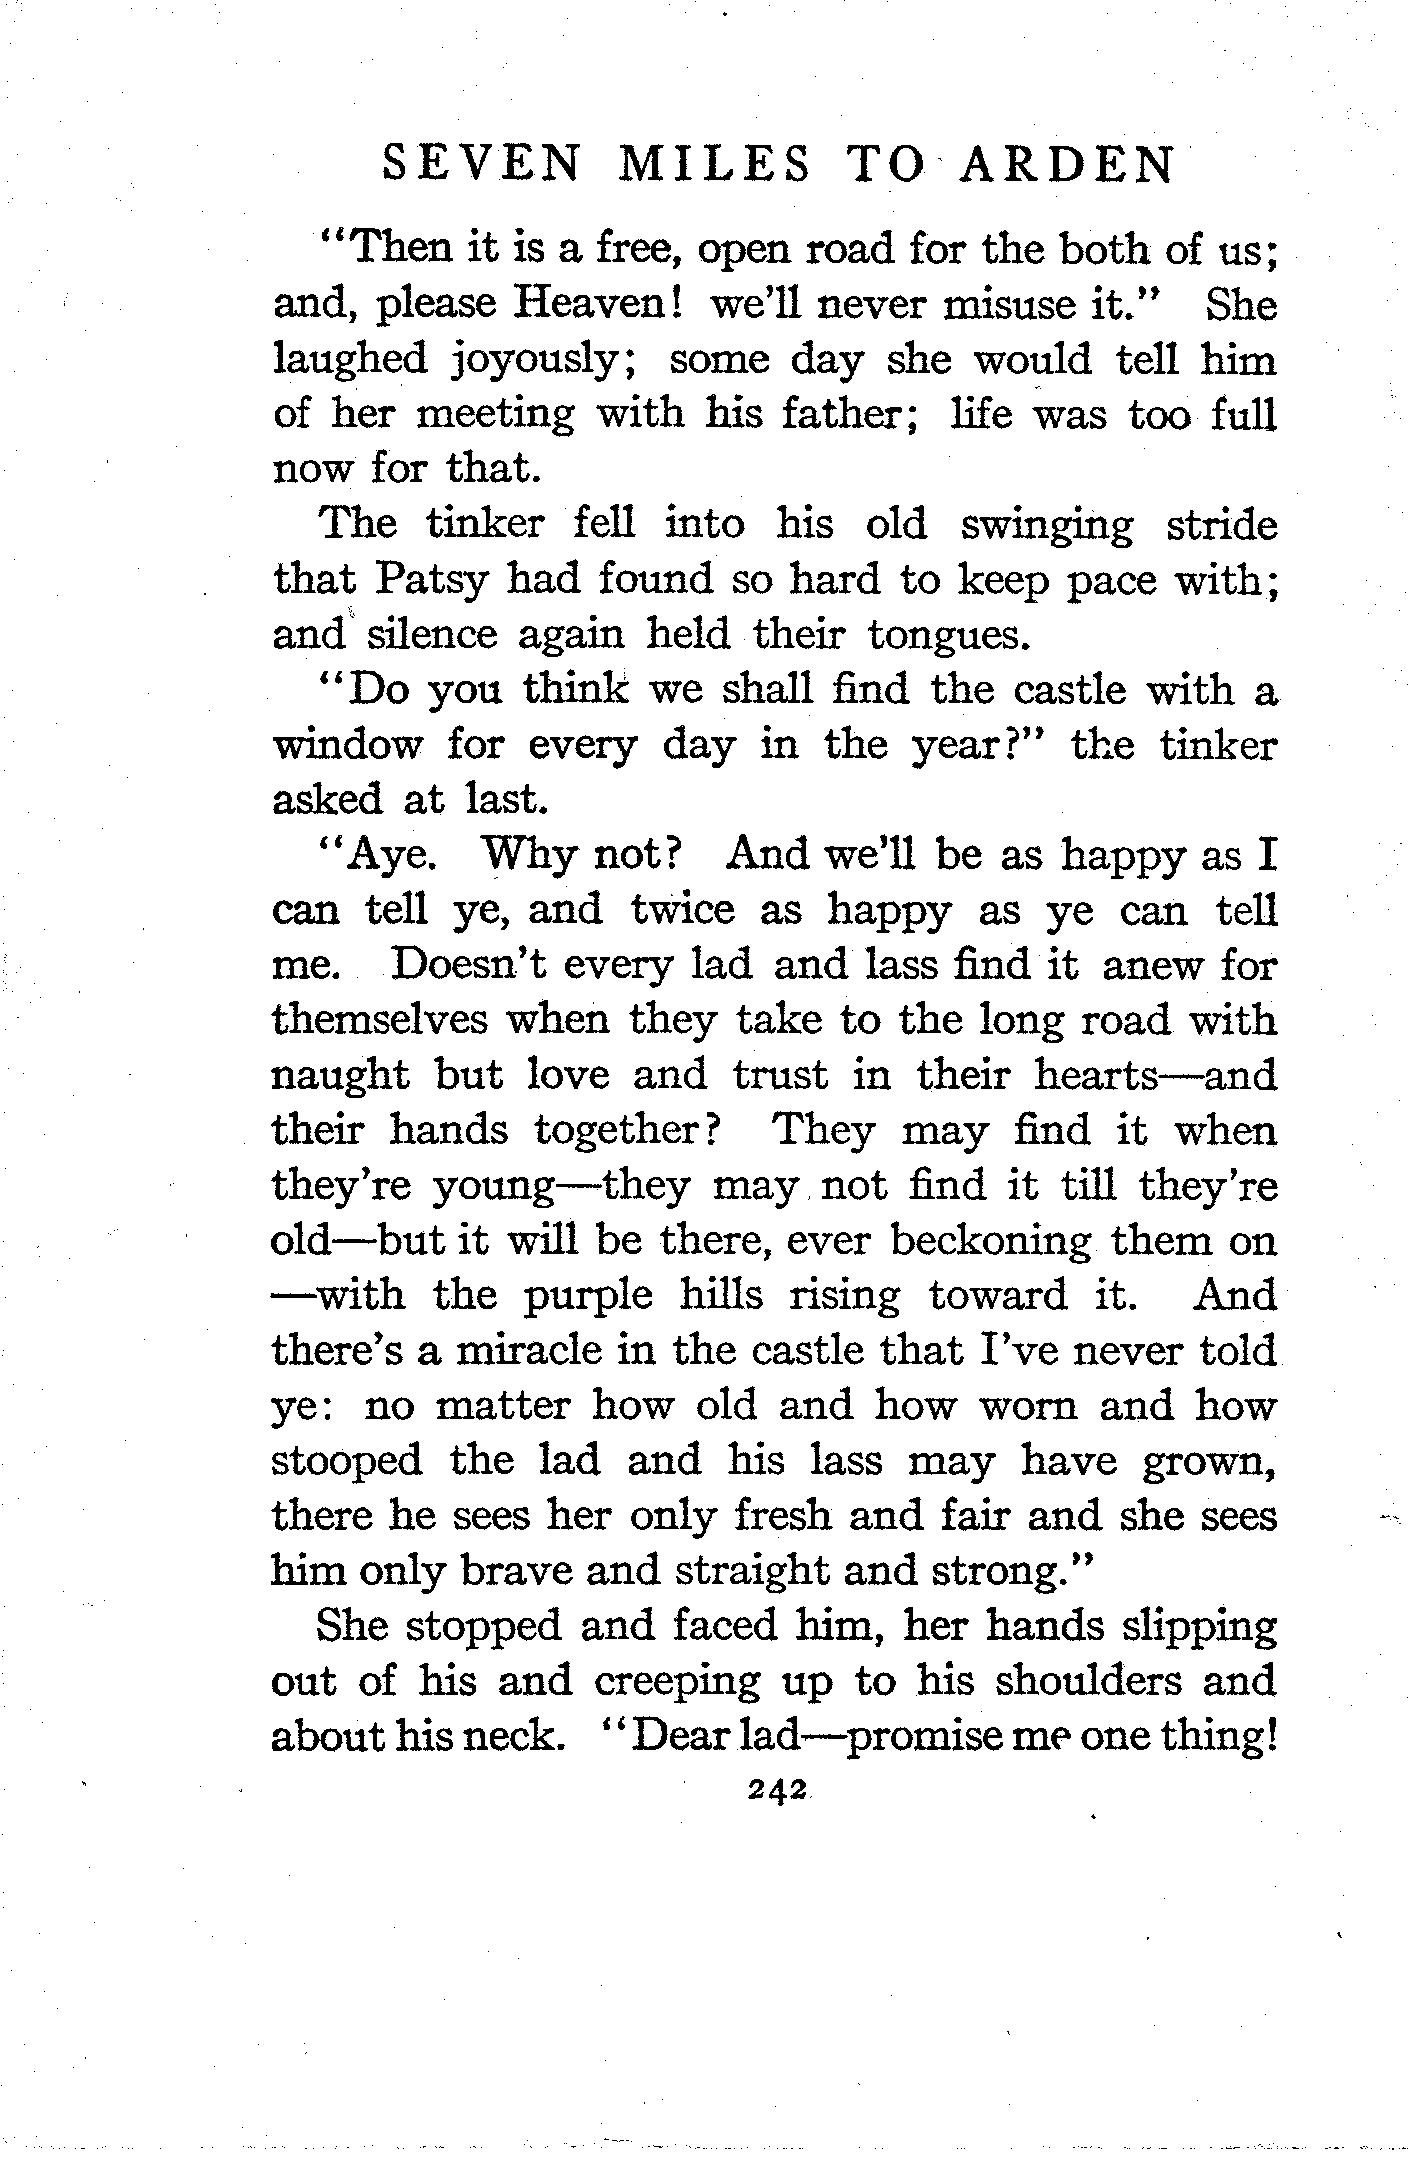 SEVEN MILES TO ARDEN
"Then it is a free, open road for the both of us;
and, please Heaven! we'll never misuse it." She
laughed joyously; some day she would tell him
of her meeting with his father; life was too full
now for that.
The tinker fell into his old swinging stride
that Patsy had found so hard to keep pace with;
and silence again held their tongues.
"Do you think we shall find the castle with a
window for every day in the year?" the tinker
asked at last.
"Aye. Why not? And we'll be as happy as I
can tell ye, and twice as happy as ye can tell
me. Doesn't every lad and lass find it anew for
themselves when they take to the long road with
naught but love and trust in their hearts—and
their hands together? They may find it when
they're young—they may not find it till they're
old—but it will be there, ever beckoning them on
—with the purple hills rising toward it. And
there's a miracle in the castle that I've never told
ye: no matter how old and how worn and how
stooped the lad and his lass may have grown,
there he sees her only fresh and fair and she sees
him only brave and straight and strong."
She stopped and faced him, her hands slipping
out of his and creeping up to his shoulders and
about his neck. "Dear lad—promise me one thing!
242